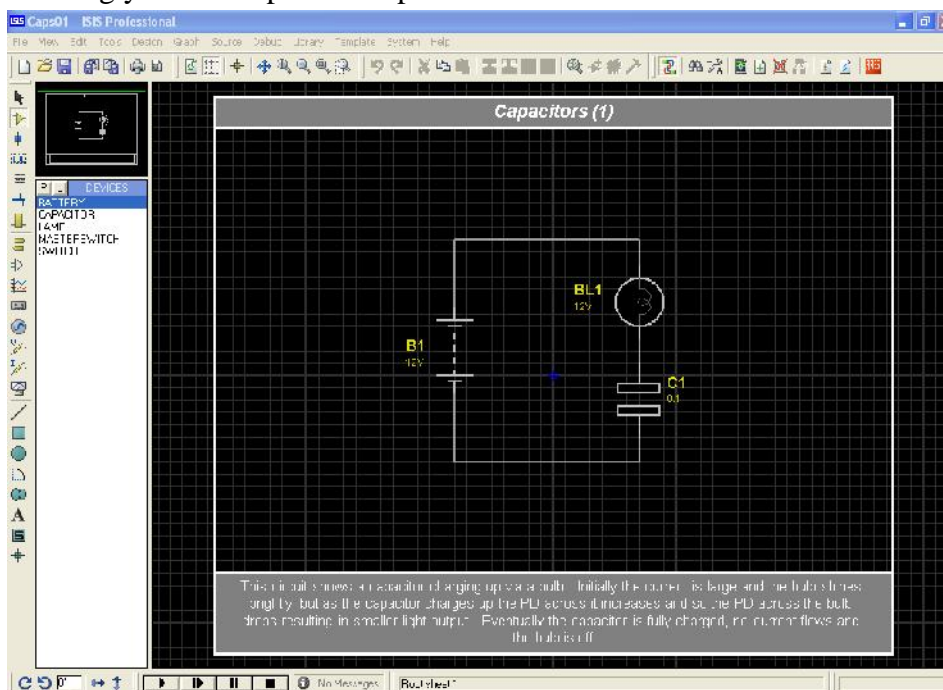 Caps01 ISIS Professional
File View Edit Tools Design Graph Source Debug Library Template System Help
Capacitors (1)
P L DEVICES
BATTERY
CAPACITOR
LAMP
MASTERSWITCH
SWITCH
BL1
12V
B1
12V
C1
0.1
This circuit shows a capacitor charging up via a bulb. Initially the current is large and the bulb shines
brightly, but as the capacitor charges up the PD across it increases and so the PD across the bulb
drops resulting in smaller light output. Eventually the capacitor is fully charged, no current flows and
the bulb is off
No Messages
Root sheet 1